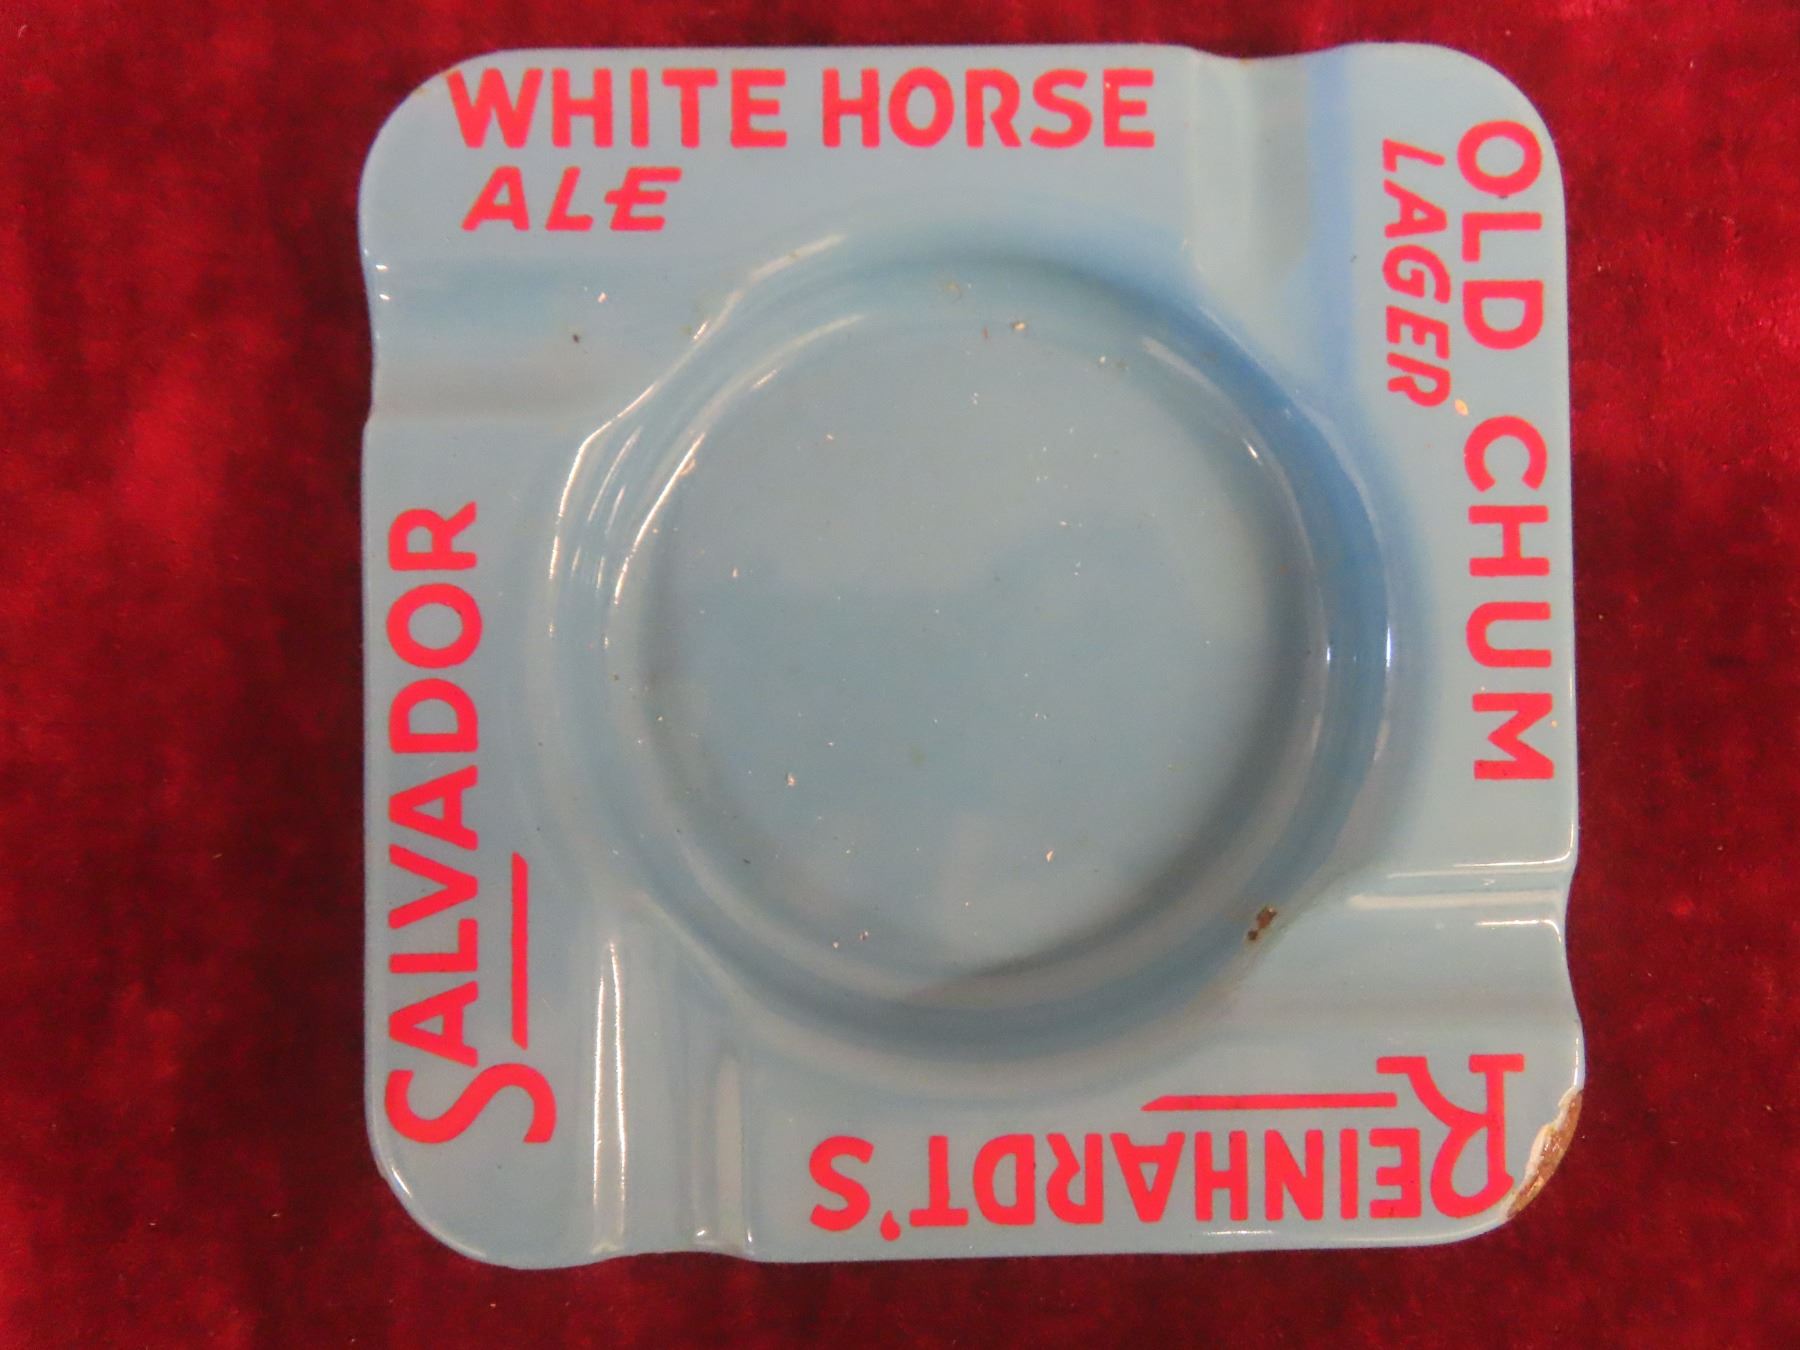 WHITE HORSE
ALE
OLD CHUM
LAGER
REINHARDT'S
SALVADOR